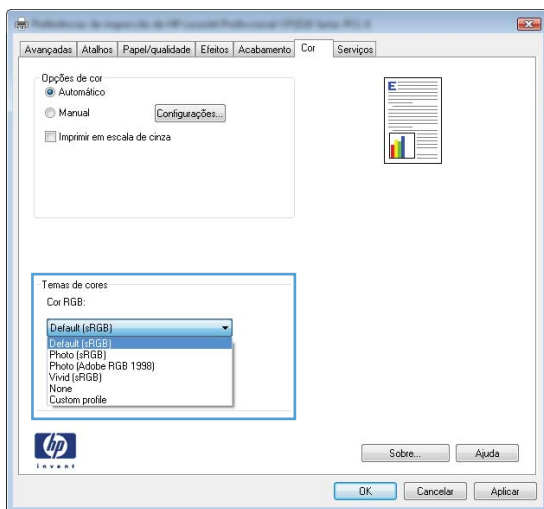 Avançadas Atalhos Papel/qualidade Efeitos Acabamento Cor Serviços
Opções de cor
Automático
Manual
Configurações...
Imprimir em escala de cinza
E
Temas de cores
Cor RGB:
Default (sRGB)
Default (sRGB)
Photo (sRGB)
Photo (Adobe RGB 1998)
Vivid (sRGB)
None
Custom profile
hp
invent
Sobre... Ajuda
OK Cancelar Aplicar